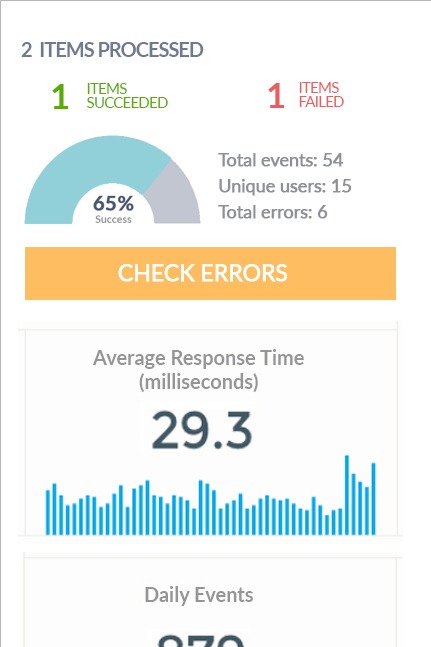 2 ITEMS PROCESSED
1 ITEMS SUCCEEDED
1 ITEMS FAILED
65%
Success
Total events: 54
Unique users: 15
Total errors: 6
CHECK ERRORS
Average Response Time
(milliseconds)
29.3
Daily Events